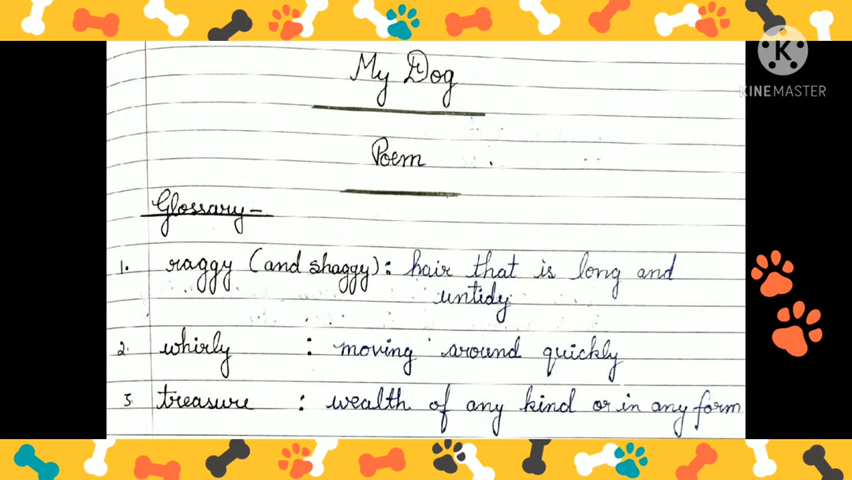 KINEMASTER
My Dog
Poem
Glossary -
1. raggy (and shaggy) : hair that is long and
untidy
2. whirly : moving around quickly
3. treasure : wealth of any kind or in any form